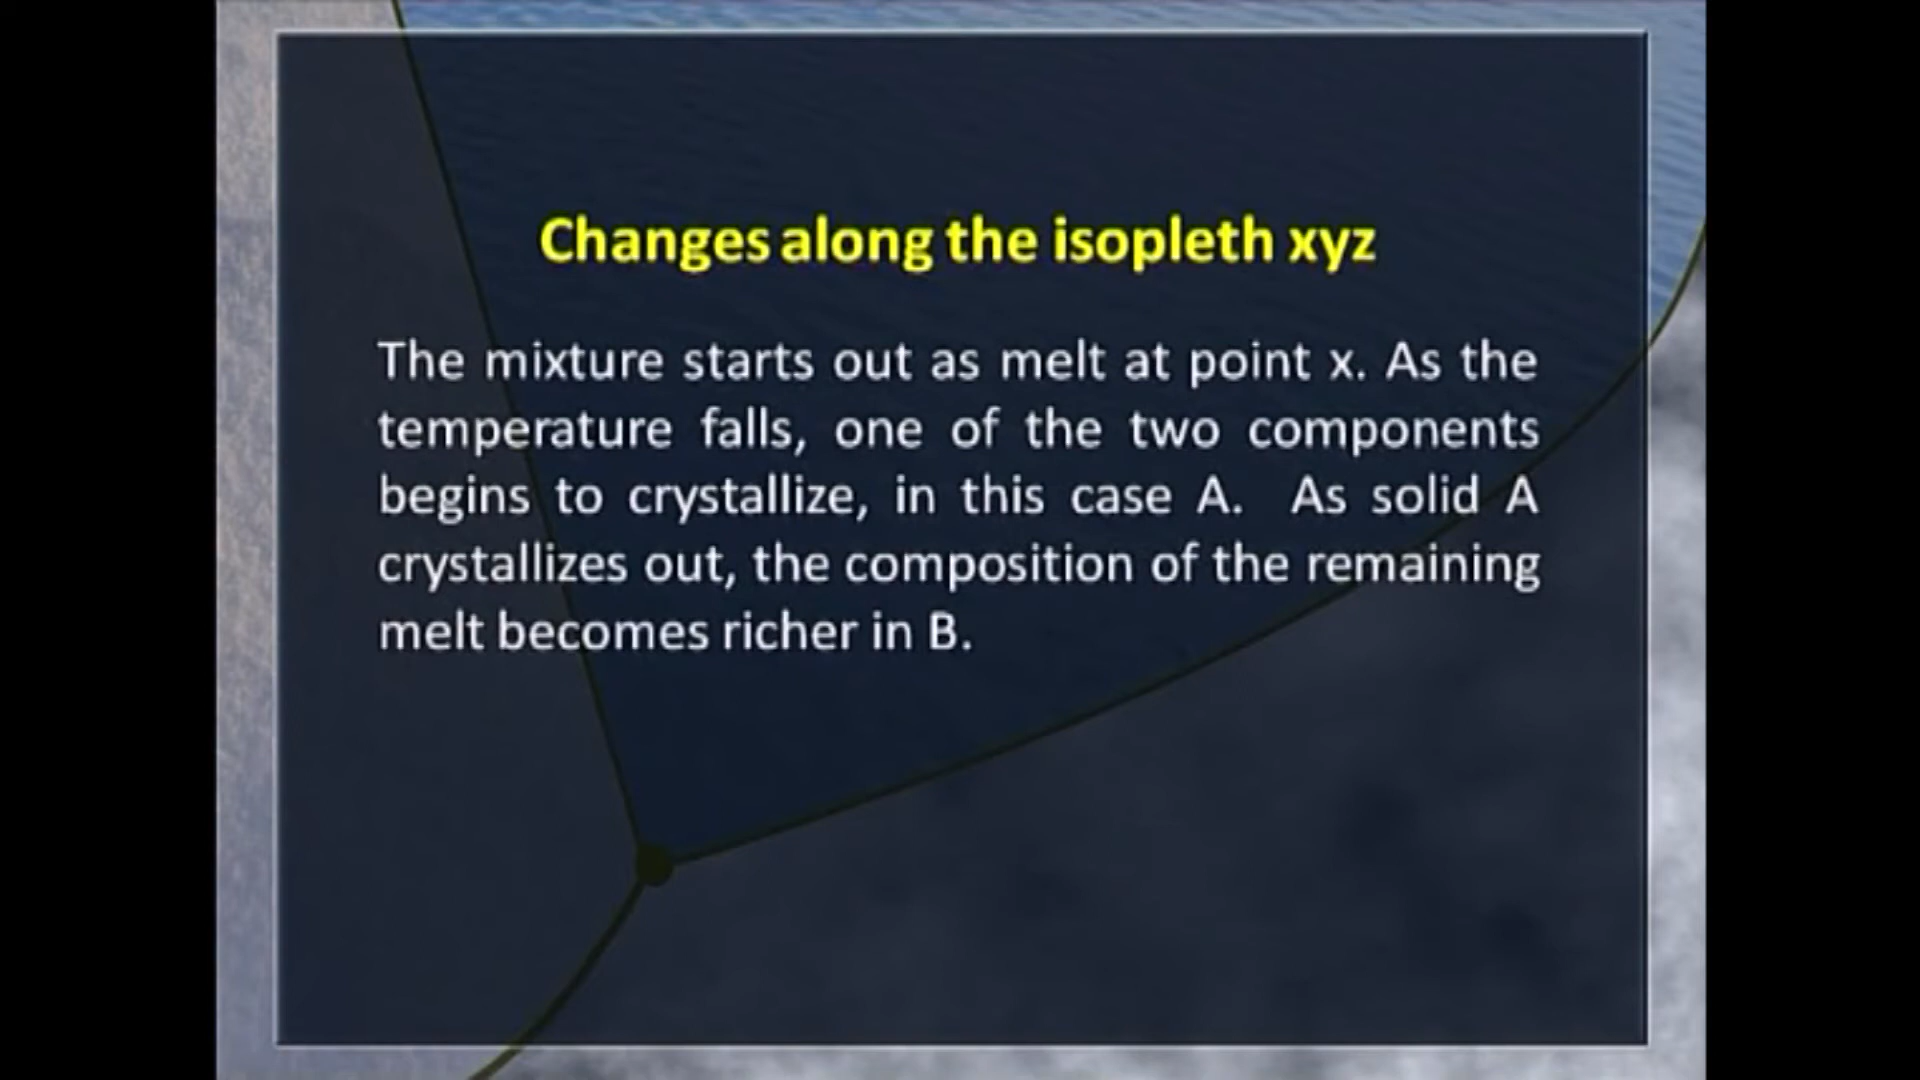 Changes along the isopleth xyz
The mixture starts out as melt at point x. As the
temperature falls, one of the two components
begins to crystallize, in this case A. As solid A
crystallizes out, the composition of the remaining
melt becomes richer in B.